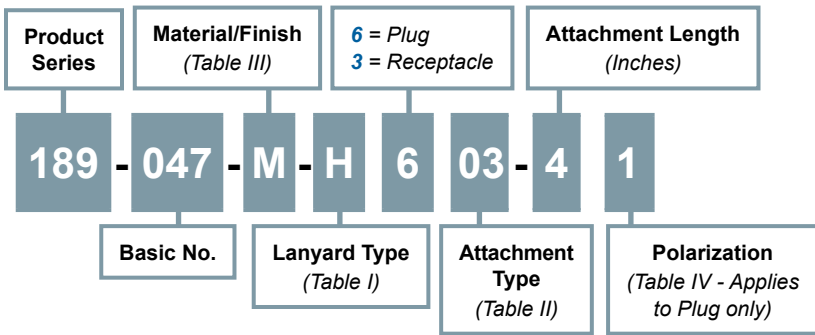 Product
Series
Material/Finish
(Table III)
6 = Plug
3 = Receptacle
Attachment Length
(Inches)
189 - 047 - M - H 6 03 - 4 1
Basic No.
Lanyard Type
(Table I)
Attachment
Type
(Table II)
Polarization
(Table IV - Applies
to Plug only)